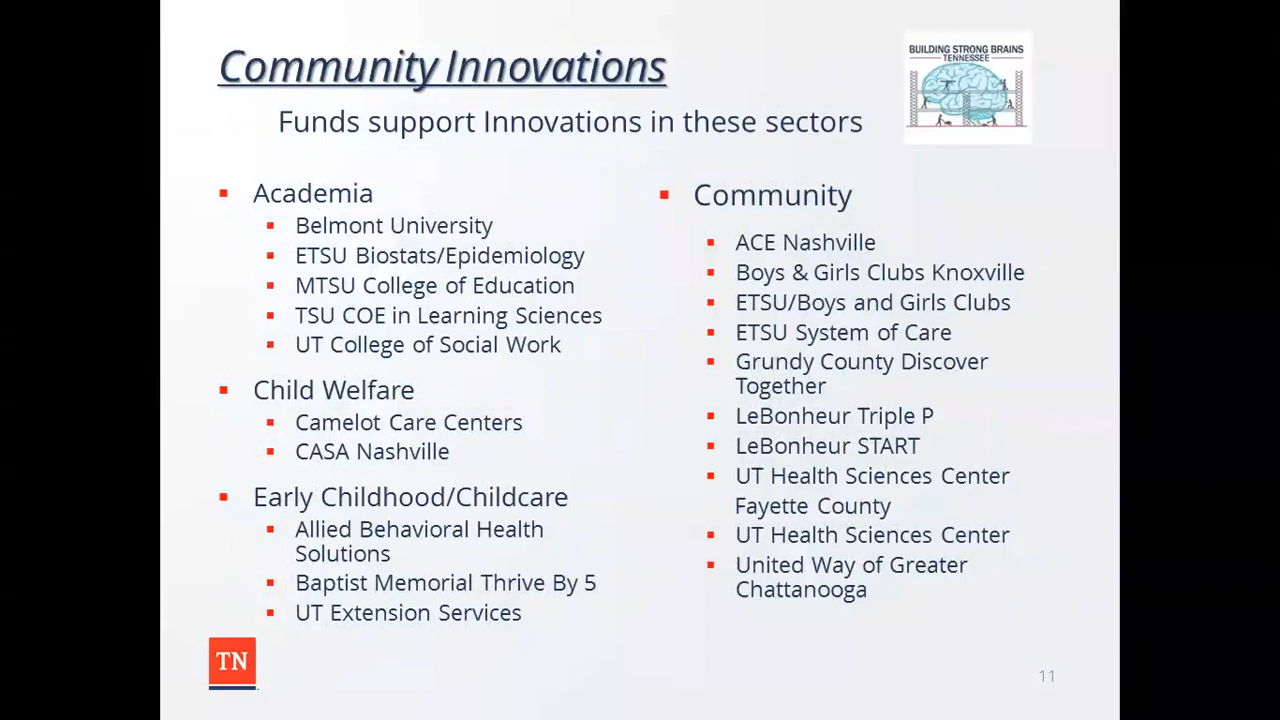 Community Innovations
BUILDING STRONG BRAINS
TENNESSEE
Funds support Innovations in these sectors
Academia
Belmont University
ETSU Biostats/Epidemiology
MTSU College of Education
TSU COE in Learning Sciences
UT College of Social Work
Child Welfare
Camelot Care Centers
CASA Nashville
Early Childhood/Childcare
Allied Behavioral Health
Solutions
Baptist Memorial Thrive By 5
UT Extension Services
Community
ACE Nashville
Boys & Girls Clubs Knoxville
ETSU/Boys and Girls Clubs
ETSU System of Care
Grundy County Discover
Together
LeBonheur Triple P
LeBonheur START
UT Health Sciences Center
Fayette County
UT Health Sciences Center
United Way of Greater
Chattanooga
TN
11